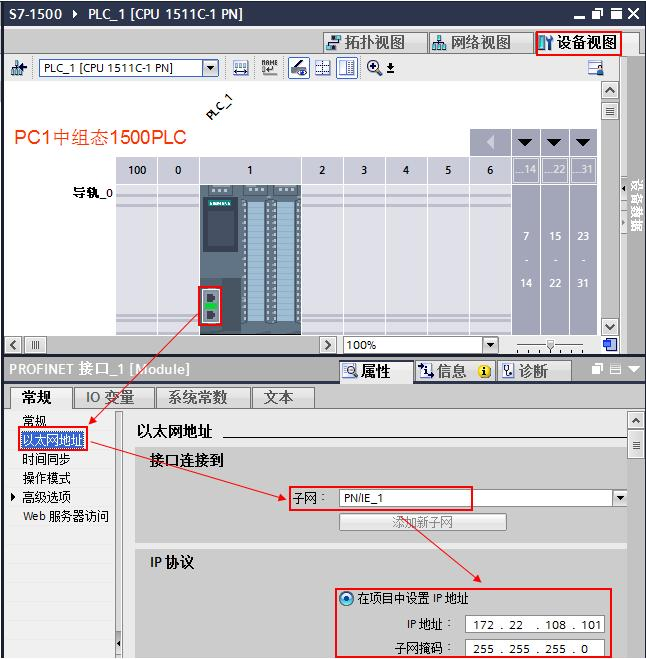 S7-1500 ▸ PLC_1 [CPU 1511C-1 PN]
拓扑视图 网络视图 设备视图
PLC_1 [CPU 1511C-1 PN]
PLC_1
PC1中组态1500PLC
100 0 1 2 3 4 5 6 ...14 ...22 ...31
导轨_0
SIEMENS
7 15 23
- - -
14 22 31
设备数据
100%
PROFINET 接口_1 [Module]
属性 信息 诊断
常规 IO 变量 系统常数 文本
常规
以太网地址
时间同步
操作模式
高级选项
Web 服务器访问
以太网地址
接口连接到
子网： PN/IE_1
添加新子网
IP 协议
在项目中设置 IP 地址
IP 地址： 172 . 22 . 108 . 101
子网掩码： 255 . 255 . 255 . 0